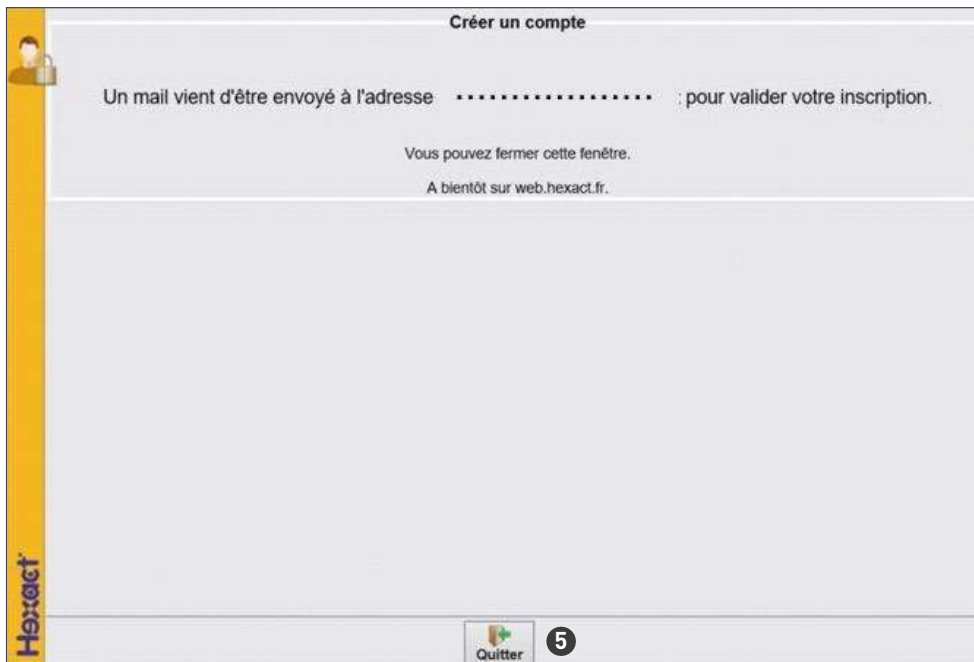 Créer un compte
Un mail vient d'être envoyé à l'adresse .................. : pour valider votre inscription.
Vous pouvez fermer cette fenêtre.
A bientôt sur web.hexact.fr.
Hexact
Quitter 5